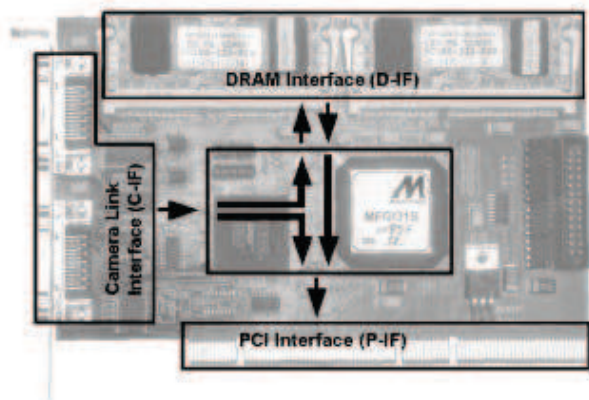 DRAM Interface (D-IF)
Camera Link
Interface (C-IF)
M
PCI Interface (P-IF)